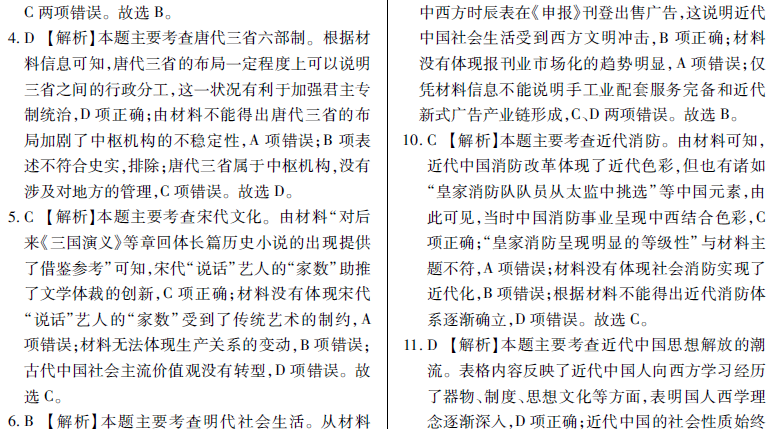 C 两项错误。故选 B。
4. D 【解析】本题主要考查唐代三省六部制。根据材
料信息可知,唐代三省的布局一定程度上可以说明
三省之间的行政分工,这一状况有利于加强君主专
制统治,D 项正确;由材料不能得出唐代三省的布
局加剧了中枢机构的不稳定性,A 项错误;B 项表
述不符合史实,排除;唐代三省属于中枢机构,没有
涉及对地方的管理,C 项错误。故选 D。
5. C 【解析】本题主要考查宋代文化。由材料“对后
来《三国演义》等章回体长篇历史小说的出现提供
了借鉴参考”可知,宋代“说话”艺人的“家数”助推
了文学体裁的创新,C 项正确;材料没有体现宋代
“说话”艺人的“家数”受到了传统艺术的制约,A
项错误;材料无法体现生产关系的变动,B 项错误;
古代中国社会主流价值观没有转型,D 项错误。故
选 C。
6. B 【解析】本题主要考查明代社会生活。从材料
中西方时辰表在《申报》刊登出售广告,这说明近代
中国社会生活受到西方文明冲击,B 项正确;材料
没有体现报刊业市场化的趋势明显,A 项错误;仅
凭材料信息不能说明手工业配套服务完备和近代
新式广告产业链形成,C、D 两项错误。故选 B。
10. C 【解析】本题主要考查近代消防。由材料可知,
近代中国消防改革体现了近代色彩,但也有诸如
“皇家消防队队员从太监中挑选”等中国元素,由
此可见,当时中国消防事业呈现中西结合色彩,C
项正确;“皇家消防呈现明显的等级性”与材料主
题不符,A 项错误;材料没有体现社会消防实现了
近代化,B 项错误;根据材料不能得出近代消防体
系逐渐确立,D 项错误。故选 C。
11. D 【解析】本题主要考查近代中国思想解放的潮
流。表格内容反映了近代中国人向西方学习经历
了器物、制度、思想文化等方面,表明国人西学理
念逐渐深入,D 项正确;近代中国的社会性质始终